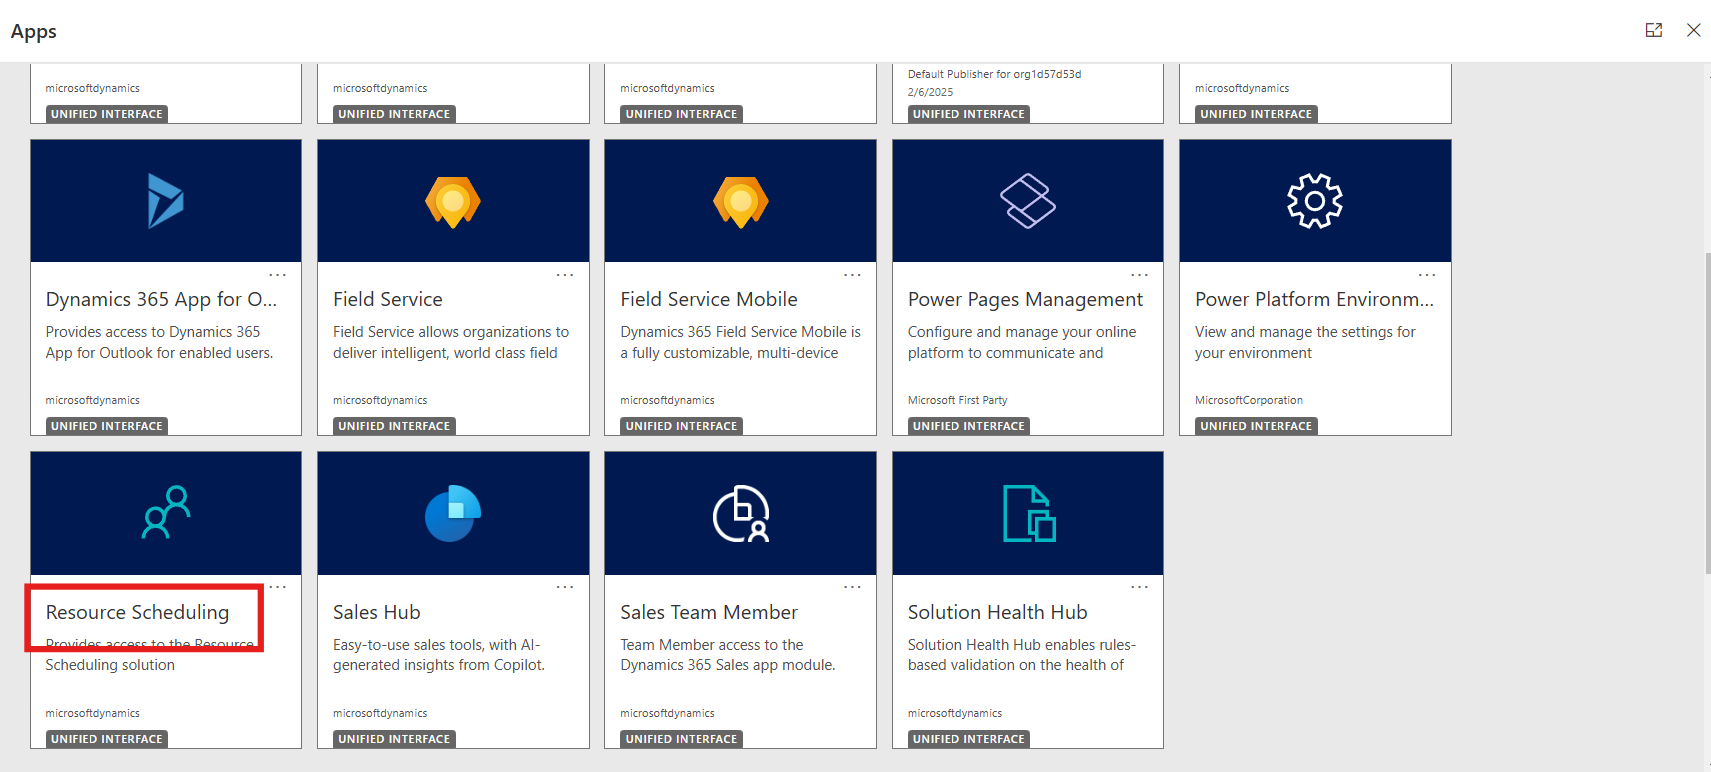 Apps
microsoftdynamics
UNIFIED INTERFACE
microsoftdynamics
UNIFIED INTERFACE
microsoftdynamics
UNIFIED INTERFACE
Default Publisher for org1d57d53d
2/6/2025
UNIFIED INTERFACE
microsoftdynamics
UNIFIED INTERFACE
...
Dynamics 365 App for O...
Provides access to Dynamics 365
App for Outlook for enabled users.
microsoftdynamics
UNIFIED INTERFACE
...
Field Service
Field Service allows organizations to
deliver intelligent, world class field
microsoftdynamics
UNIFIED INTERFACE
...
Field Service Mobile
Dynamics 365 Field Service Mobile is
a fully customizable, multi-device
microsoftdynamics
UNIFIED INTERFACE
...
Power Pages Management
Configure and manage your online
platform to communicate and
Microsoft First Party
UNIFIED INTERFACE
...
Power Platform Environm...
View and manage the settings for
your environment
MicrosoftCorporation
UNIFIED INTERFACE
...
Resource Scheduling
Provides access to the Resource
Scheduling solution
microsoftdynamics
UNIFIED INTERFACE
...
Sales Hub
Easy-to-use sales tools, with AI-
generated insights from Copilot.
microsoftdynamics
UNIFIED INTERFACE
...
Sales Team Member
Team Member access to the
Dynamics 365 Sales app module.
microsoftdynamics
UNIFIED INTERFACE
...
Solution Health Hub
Solution Health Hub enables rules-
based validation on the health of
microsoftdynamics
UNIFIED INTERFACE